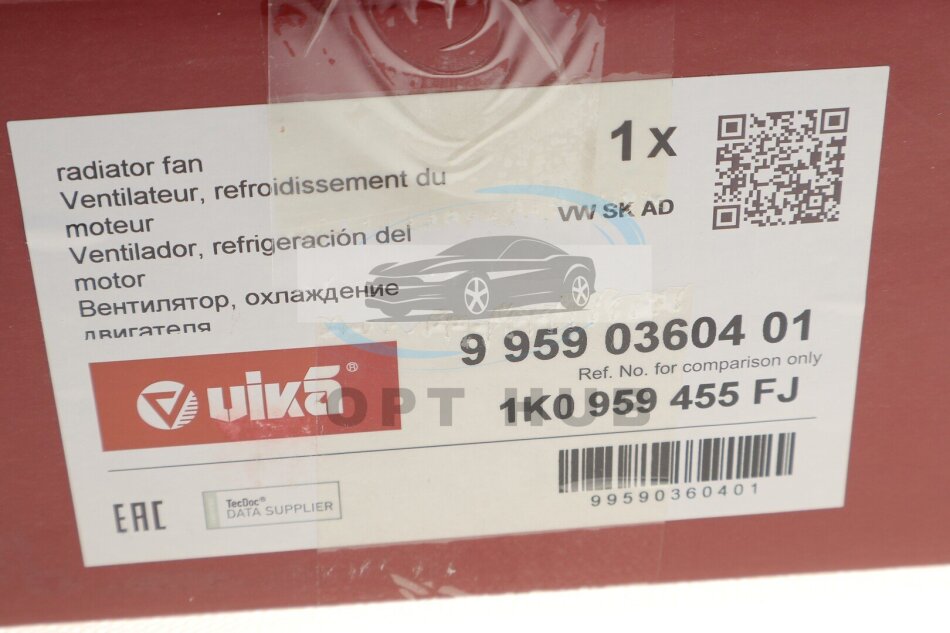 radiator fan
Ventilateur, refroidissement du
moteur
Ventilador, refrigeración del
motor
Вентилятор, охлаждение
двигателя
1 x
VW SK AD
9 959 03604 01
Ref. No. for comparison only
1K0 959 455 FJ
vika®
OPT HUB
99590360401
EAC
TecDoc®
DATA SUPPLIER